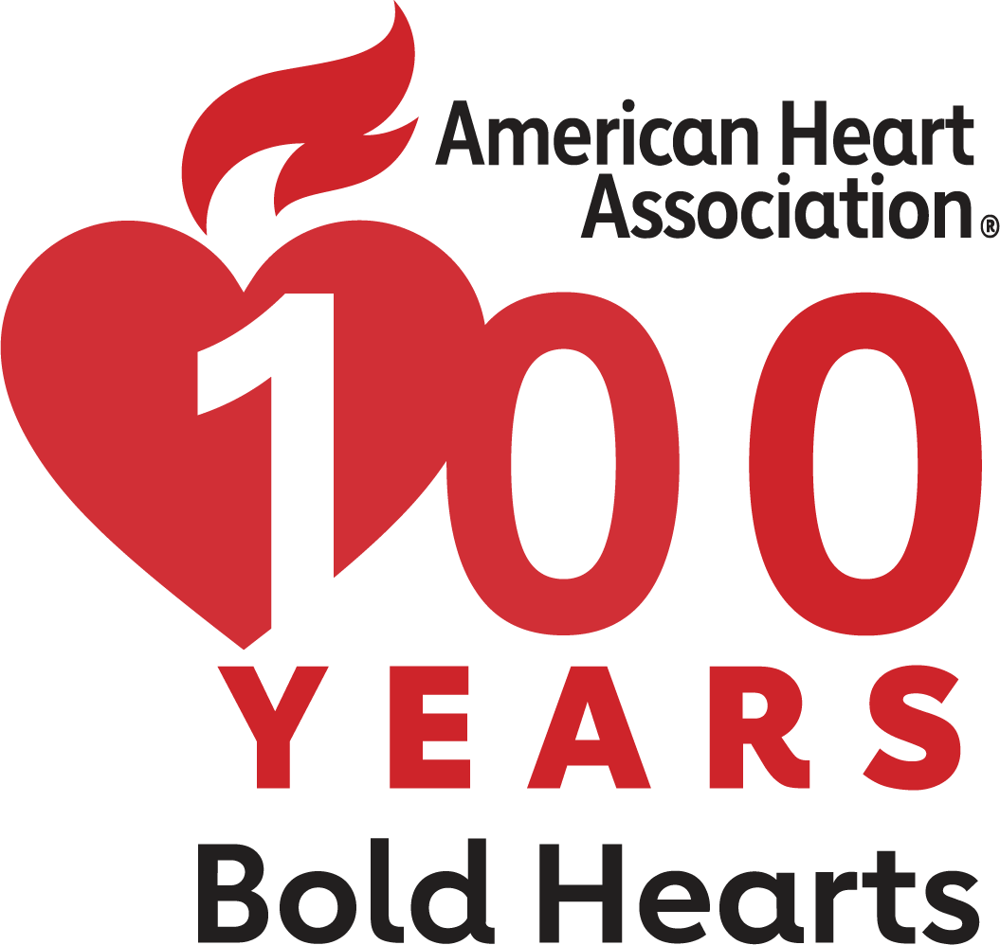 American Heart
Association®
100
YEARS
Bold Hearts